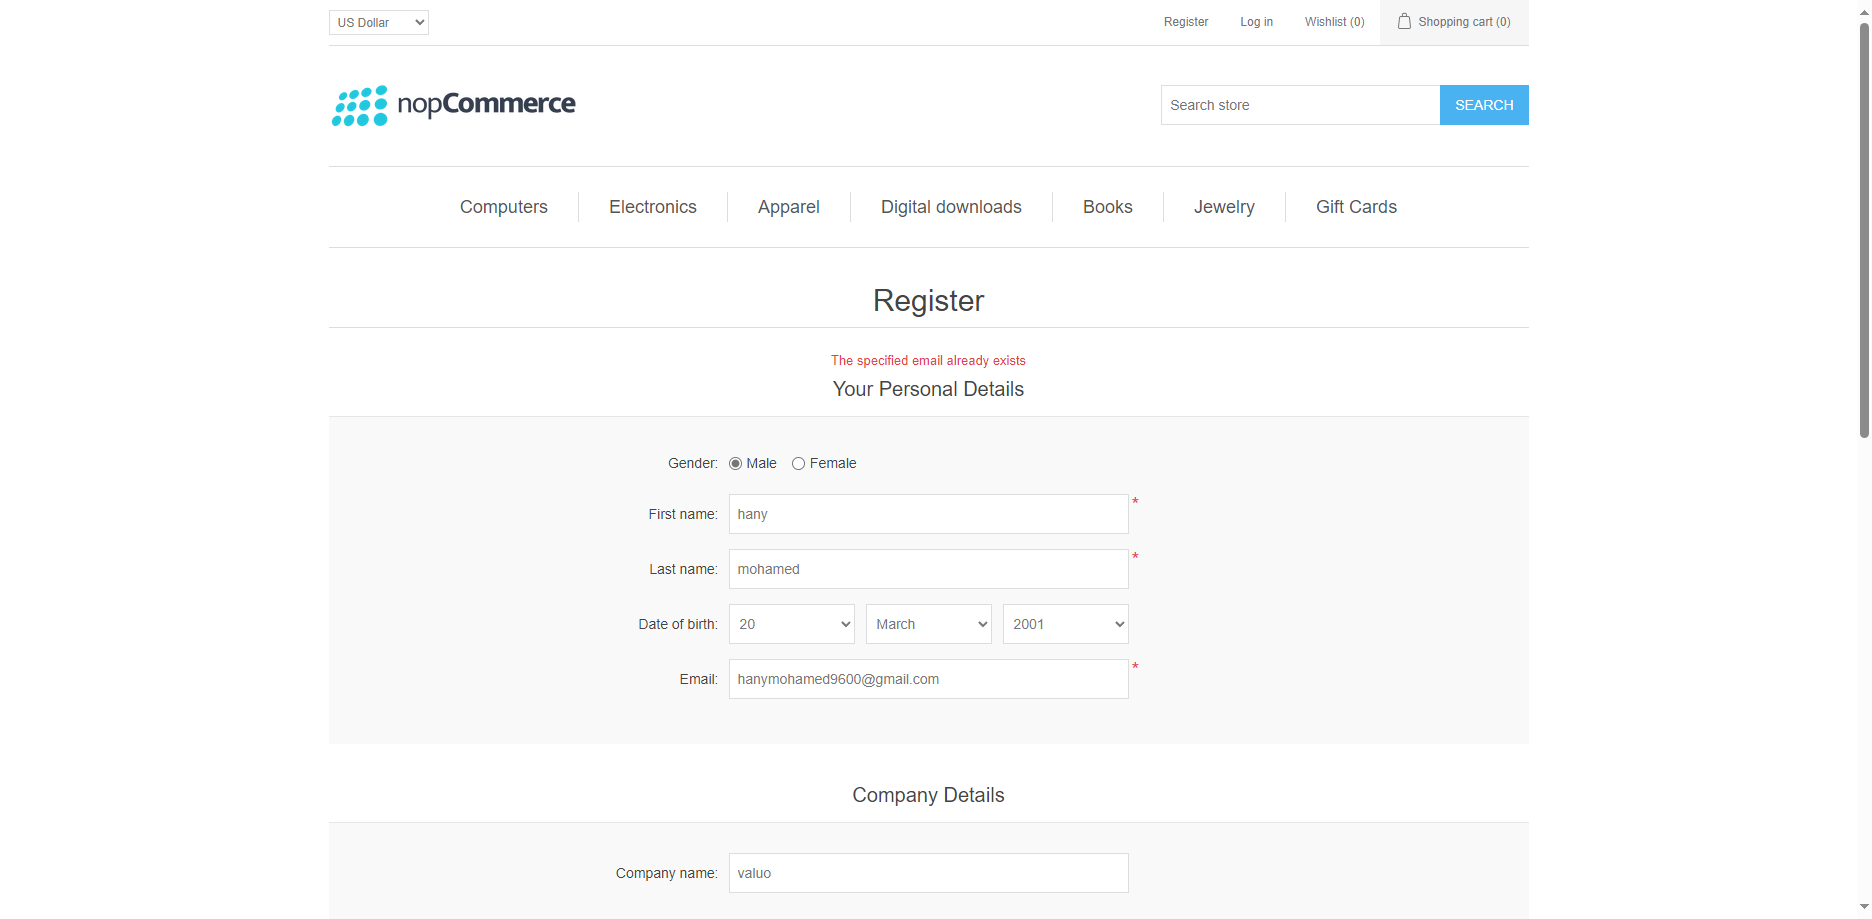 US Dollar Register Log in Wishlist (0) Shopping cart (0)
nopCommerce
Search store SEARCH
Computers Electronics Apparel Digital downloads Books Jewelry Gift Cards
Register
The specified email already exists
Your Personal Details
Gender: Male Female
First name: hany *
Last name: mohamed *
Date of birth: 20 March 2001
Email: hanymohamed9600@gmail.com *
Company Details
Company name: valuo